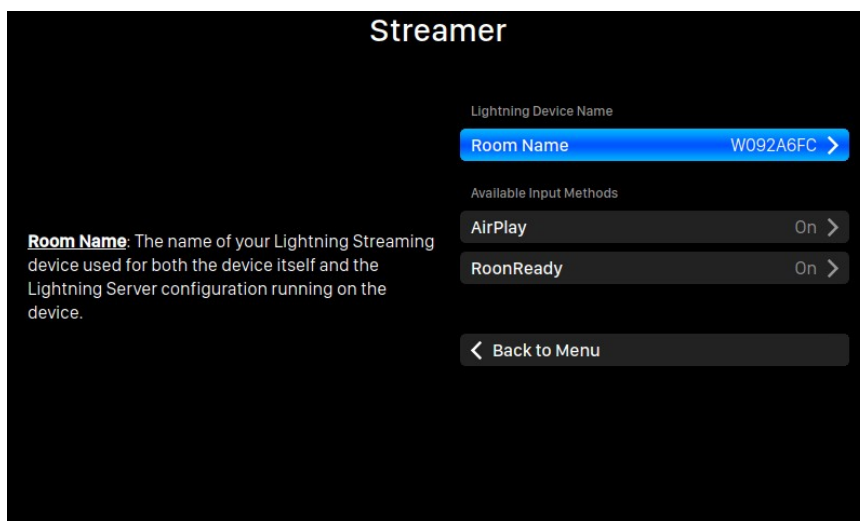 Streamer
Lightning Device Name
Room Name W092A6FC
Available Input Methods
AirPlay On
RoonReady On
Back to Menu
Room Name: The name of your Lightning Streaming
device used for both the device itself and the
Lightning Server configuration running on the
device.